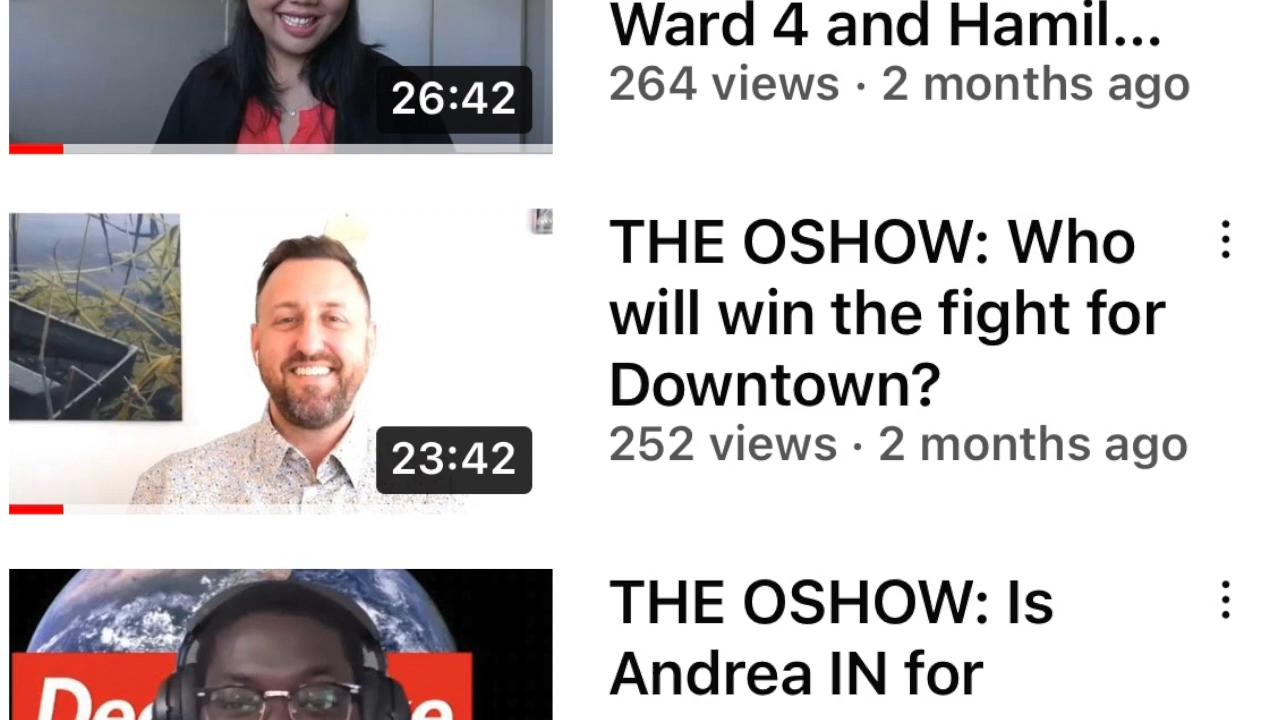 Ward 4 and Hamil...
264 views · 2 months ago
26:42
THE OSHOW: Who
will win the fight for
Downtown?
252 views · 2 months ago
23:42
THE OSHOW: Is
Andrea IN for